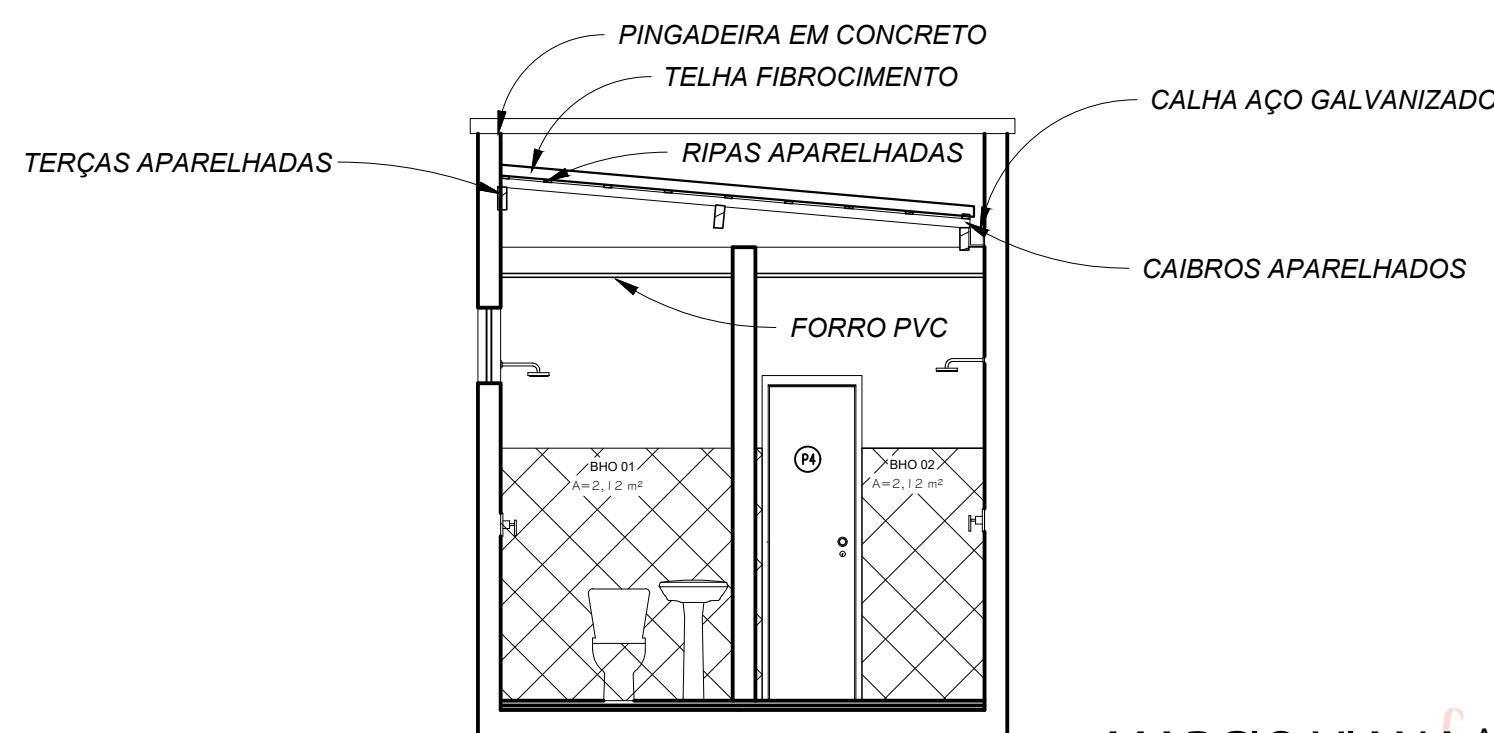 PINGADEIRA EM CONCRETO
TELHA FIBROCIMENTO
CALHA AÇO GALVANIZADO
TERÇAS APARELHADAS
RIPAS APARELHADAS
CAIBROS APARELHADOS
FORRO PVC
P4
BHO 01
A=2,12 m²
BHO 02
A=2,12 m²